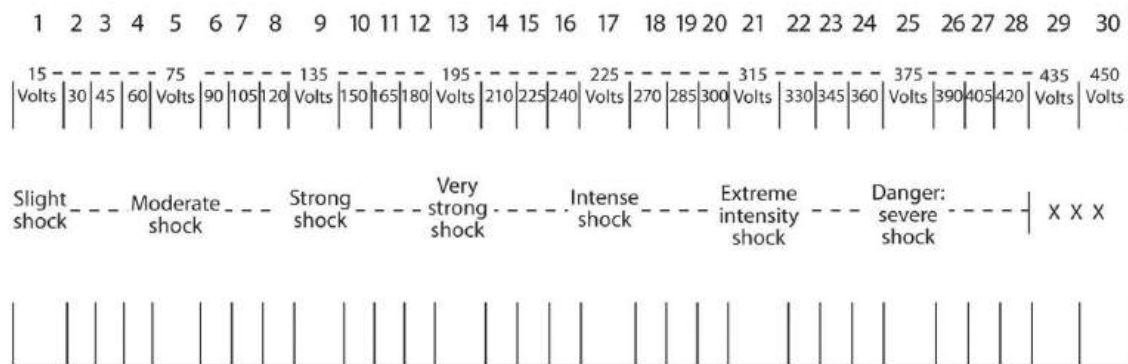 1 2 3 4 5 6 7 8 9 10 11 12 13 14 15 16 17 18 19 20 21 22 23 24 25 26 27 28 29 30
15 75 135 195 225 315 375 435 450
Volts 30 45 60 Volts 90 105 120 Volts 150 165 180 Volts 210 225 240 Volts 270 285 300 Volts 330 345 360 Volts 390 405 420 Volts Volts
Slight
shock
Moderate
shock
Strong
shock
Very
strong
shock
Intense
shock
Extreme
intensity
shock
Danger:
severe
shock
X X X